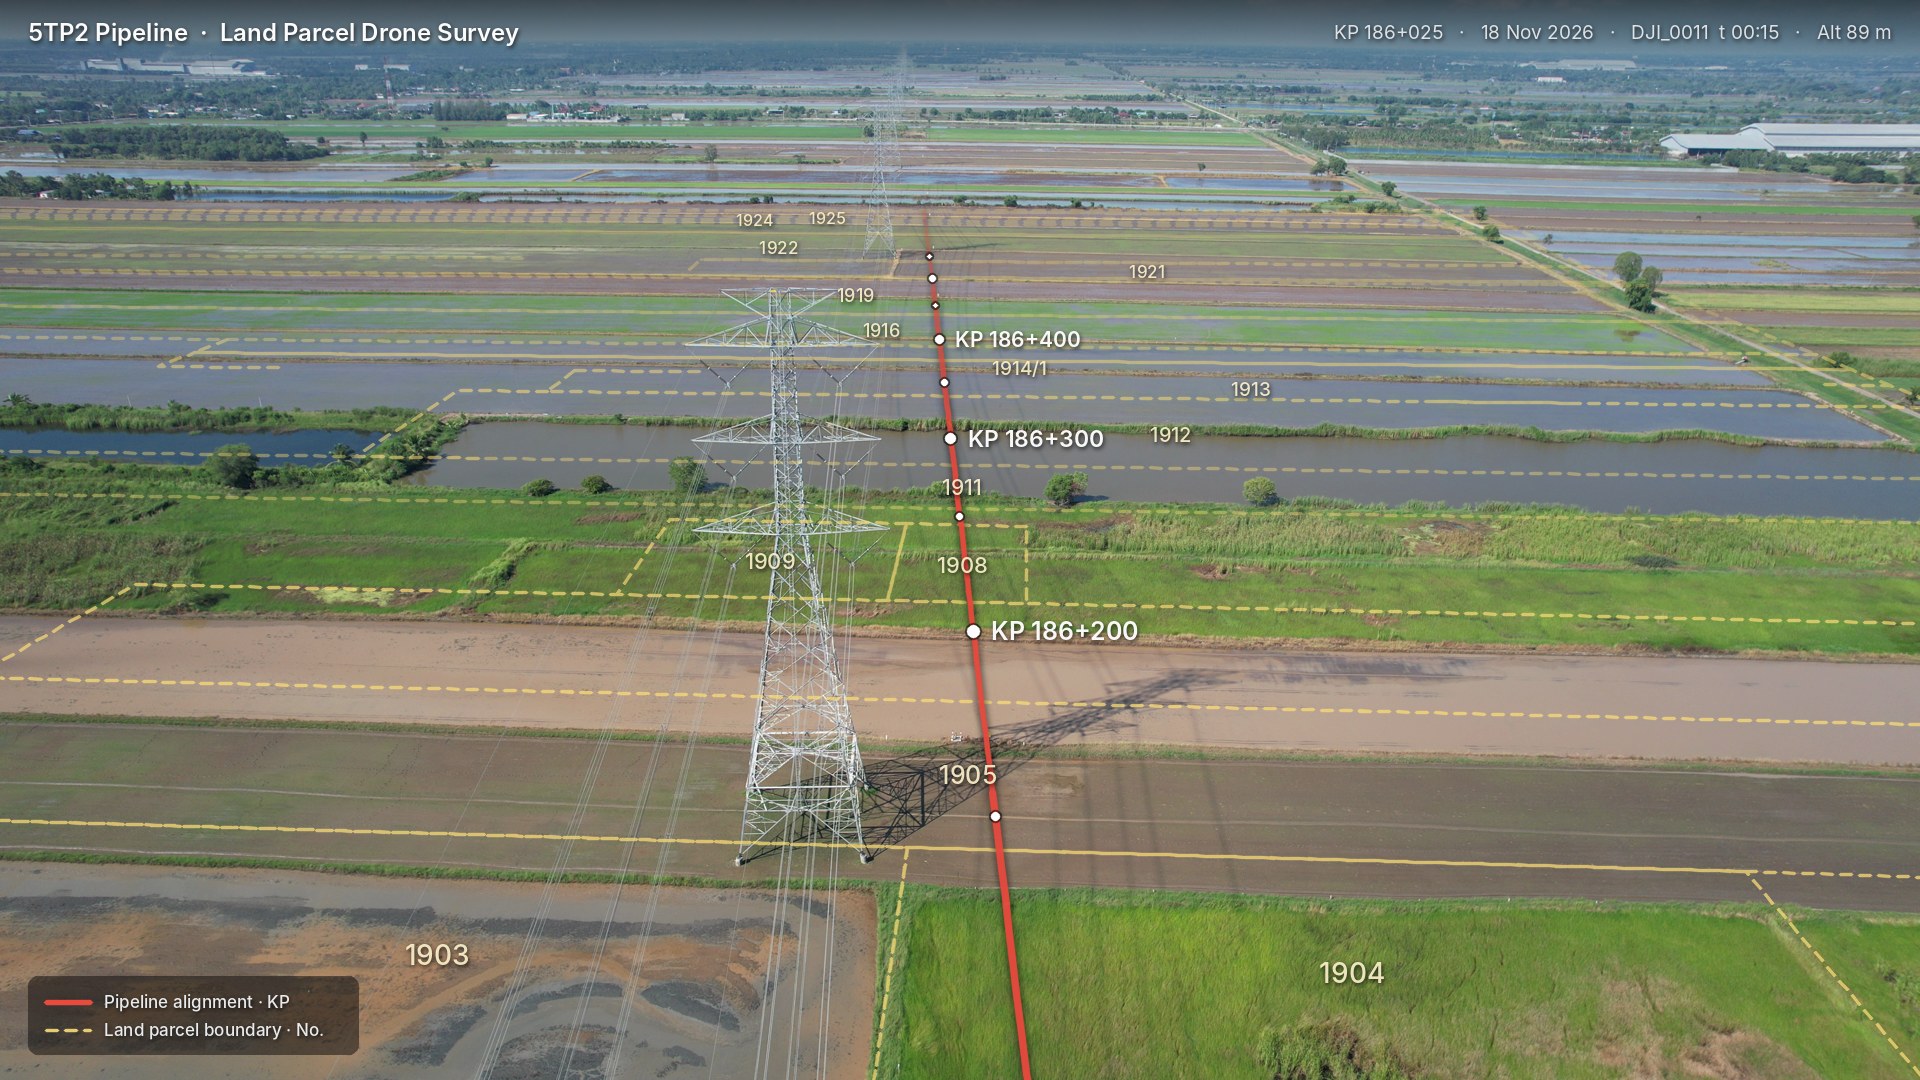 5TP2 Pipeline · Land Parcel Drone Survey
KP 186+025 · 18 Nov 2026 · DJI_0011 t 00:15 · Alt 89 m
1924
1925
1922
1921
1919
1916
KP 186+400
1914/1
1913
1912
KP 186+300
1911
1909
1908
KP 186+200
1905
1903
1904
Pipeline alignment · KP
Land parcel boundary · No.